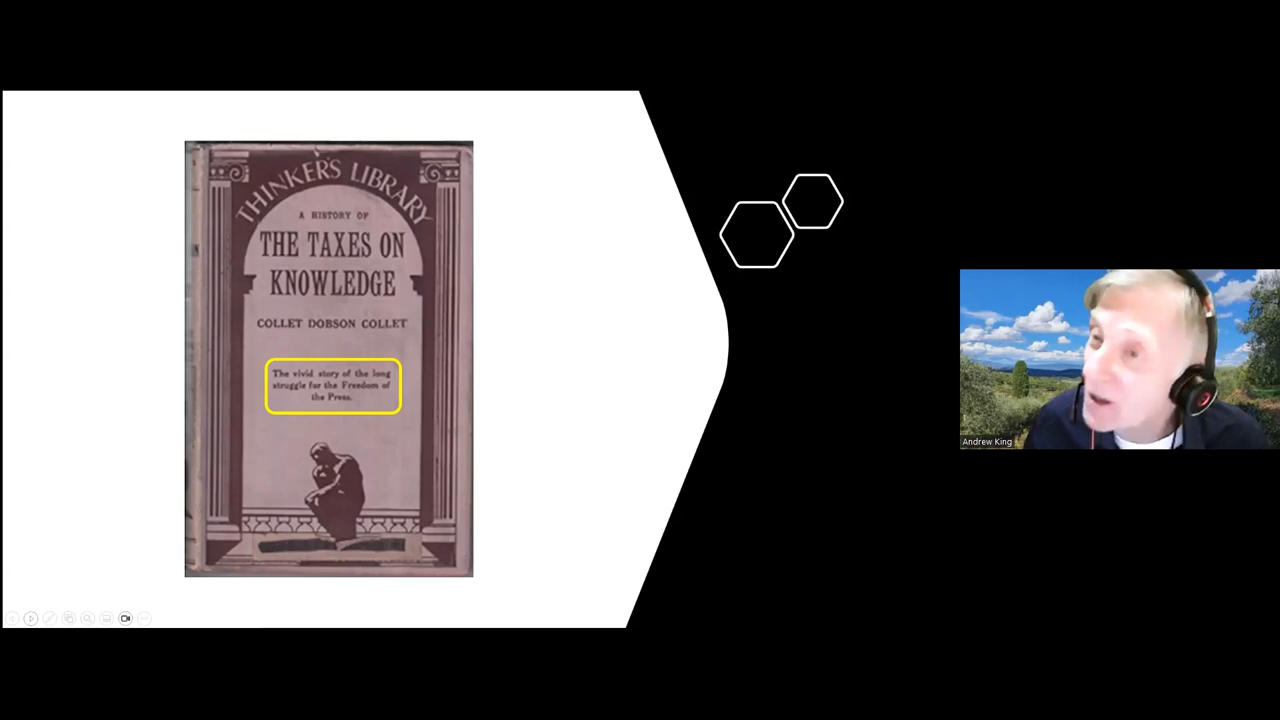 THINKER'S LIBRARY
A HISTORY OF
THE TAXES ON
KNOWLEDGE
COLLET DOBSON COLLET
The vivid story of the long
struggle for the Freedom of
the Press.
Andrew King